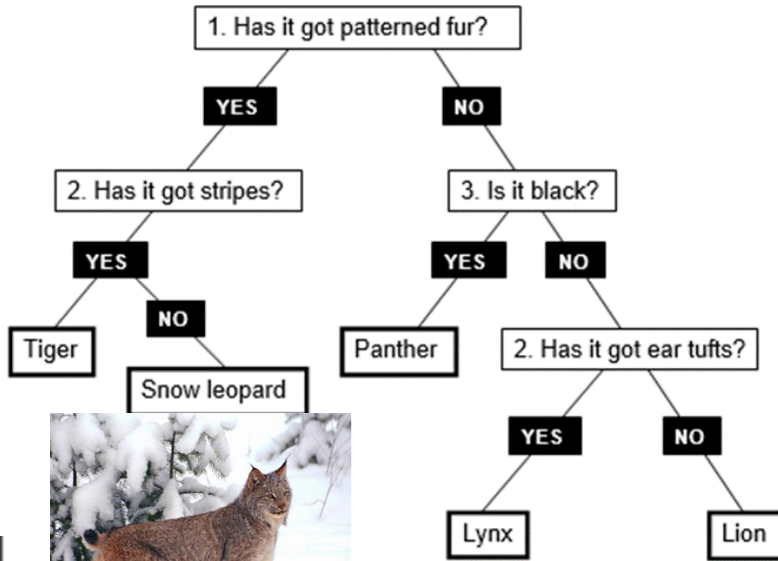 1. Has it got patterned fur?
YES
NO
2. Has it got stripes?
3. Is it black?
YES
NO
YES
NO
Tiger
Snow leopard
Panther
2. Has it got ear tufts?
YES
NO
Lynx
Lion